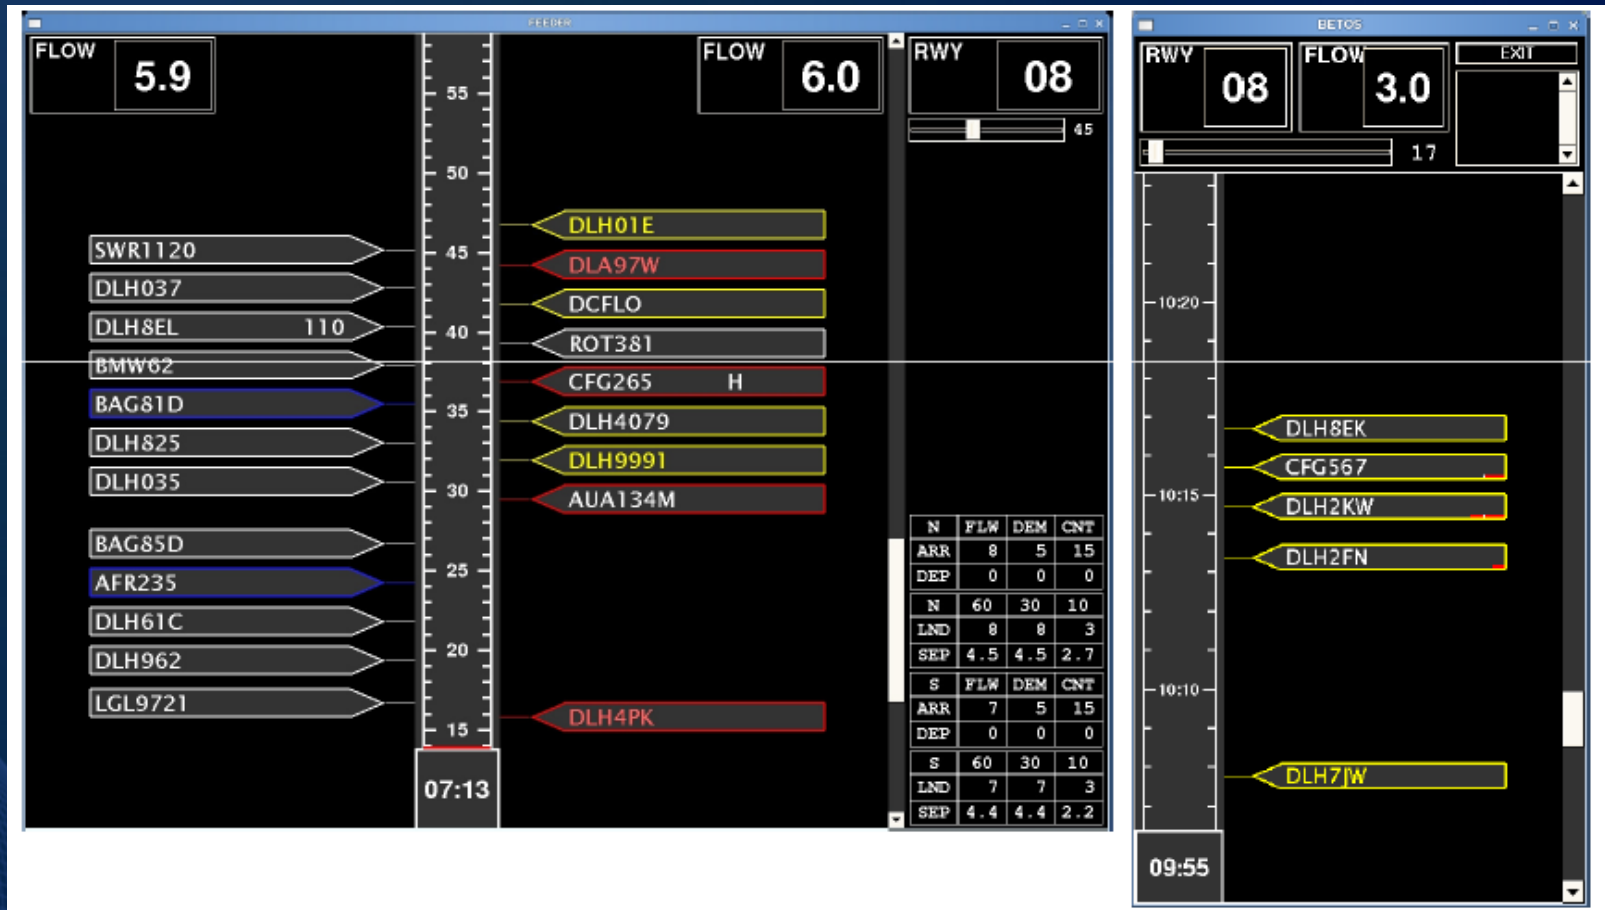 FEEDER
FLOW 5.9
FLOW 6.0
RWY 08
45
55
50
45
40
35
30
25
20
15
07:13
SWR1120
DLH037
DLH8EL 110
BMW62
BAG81D
DLH825
DLH035
BAG85D
AFR235
DLH61C
DLH962
LGL9721
DLH01E
DLA97W
DCFLO
ROT381
CFG265 H
DLH4079
DLH9991
AUA134M
DLH4PK
N FLW DEM CNT
ARR 8 5 15
DEP 0 0 0
N 60 30 10
LND 8 8 3
SEP 4.5 4.5 2.7
S FLW DEM CNT
ARR 7 5 15
DEP 0 0 0
S 60 30 10
LND 7 7 3
SEP 4.4 4.4 2.2
BETOS
RWY 08
FLOW 3.0
EXIT
17
10:20
10:15
10:10
09:55
DLH8EK
CFG567
DLH2KW
DLH2FN
DLH7JW